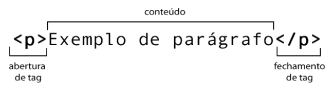 conteúdo
<p>Exemplo de parágrafo</p>
abertura
de tag
fechamento
de tag